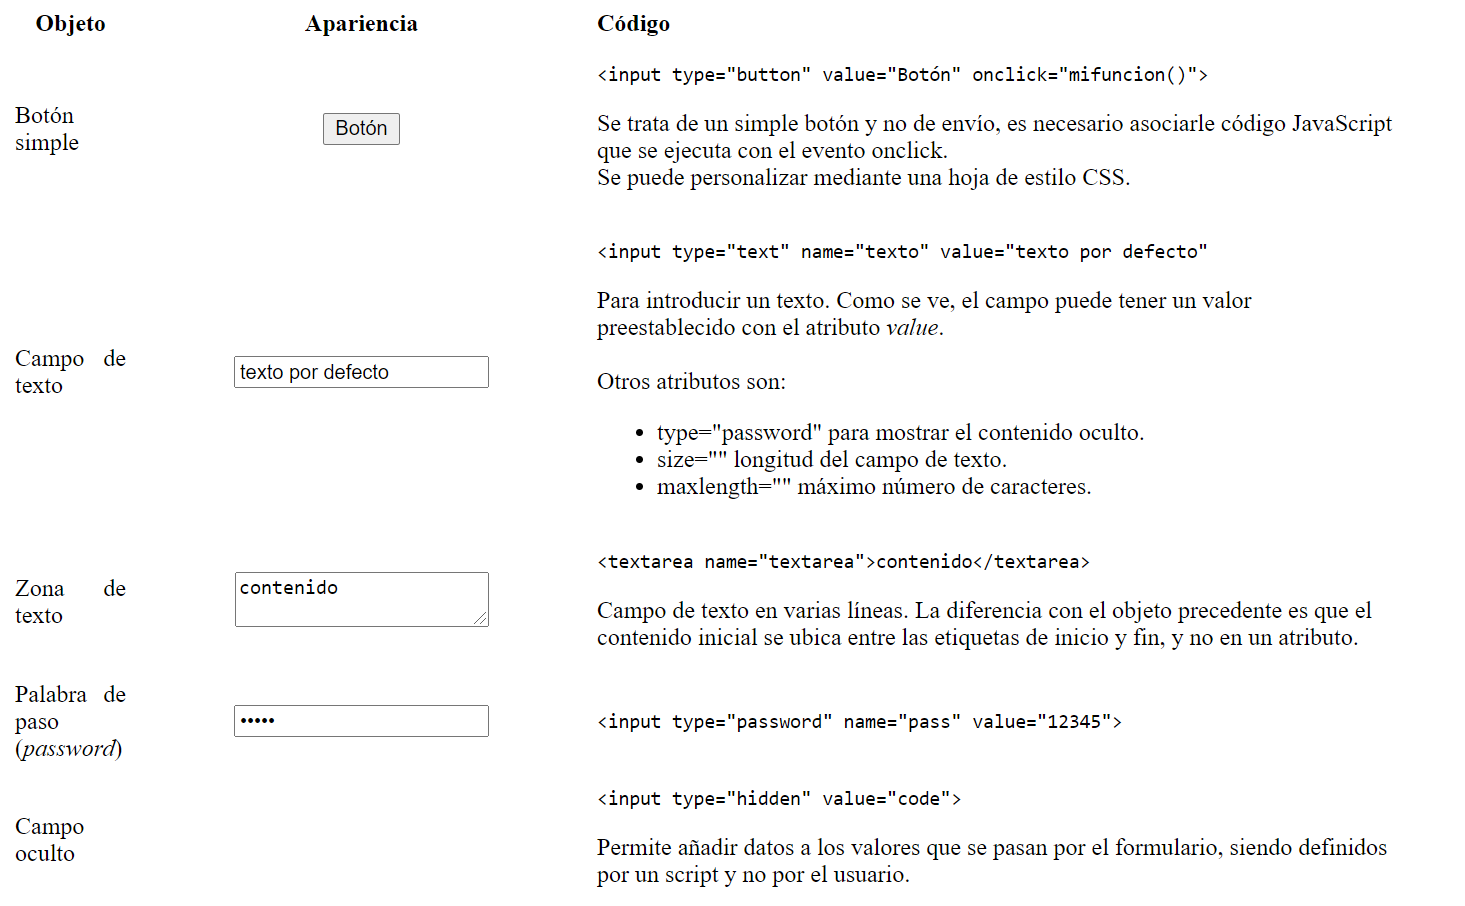 Objeto Apariencia Código
<input type="button" value="Botón" onclick="mifuncion()">
Botón
simple
Botón
Se trata de un simple botón y no de envío, es necesario asociarle código JavaScript
que se ejecuta con el evento onclick.
Se puede personalizar mediante una hoja de estilo CSS.
<input type="text" name="texto" value="texto por defecto"
Para introducir un texto. Como se ve, el campo puede tener un valor
preestablecido con el atributo value.
Campo de
texto
texto por defecto
Otros atributos son:
• type="password" para mostrar el contenido oculto.
• size="" longitud del campo de texto.
• maxlength="" máximo número de caracteres.
<textarea name="textarea">contenido</textarea>
Zona de
texto
contenido
Campo de texto en varias líneas. La diferencia con el objeto precedente es que el
contenido inicial se ubica entre las etiquetas de inicio y fin, y no en un atributo.
Palabra de
paso
(password)
•••••
<input type="password" name="pass" value="12345">
<input type="hidden" value="code">
Campo
oculto
Permite añadir datos a los valores que se pasan por el formulario, siendo definidos
por un script y no por el usuario.